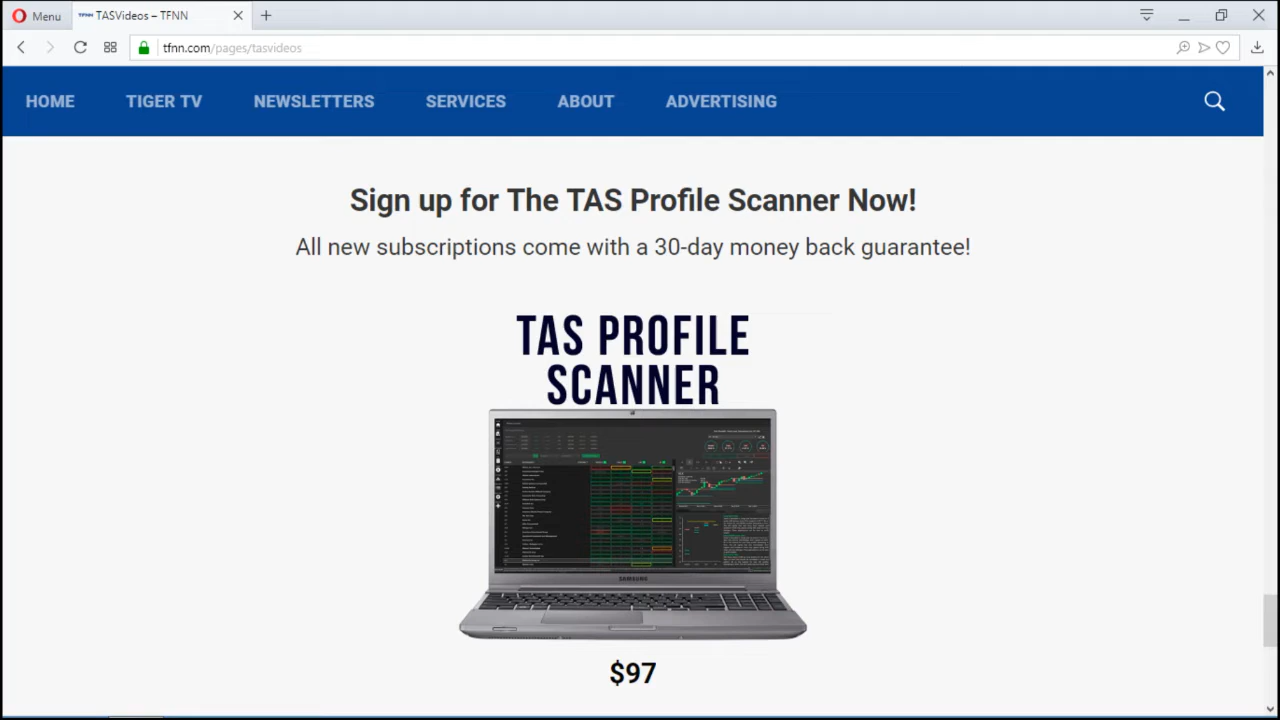 Menu
TFNN TASVideos – TFNN
tfnn.com/pages/tasvideos
HOME TIGER TV NEWSLETTERS SERVICES ABOUT ADVERTISING
Sign up for The TAS Profile Scanner Now!
All new subscriptions come with a 30-day money back guarantee!
TAS PROFILE
SCANNER
SAMSUNG
$97